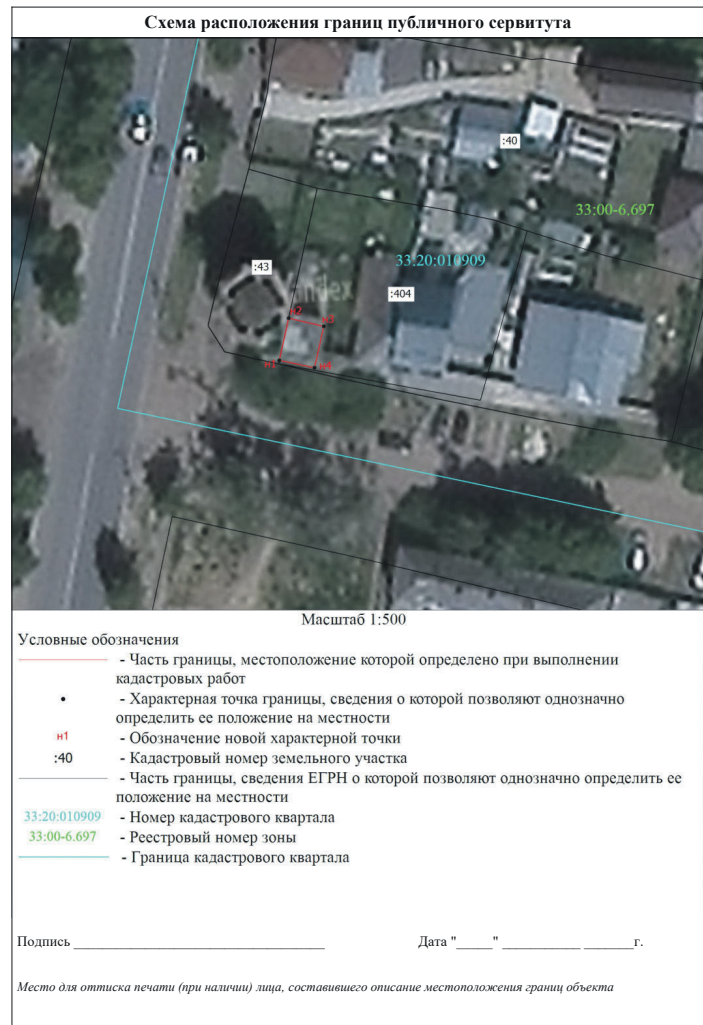 Схема расположения границ публичного сервитута
:40
33:00-6.697
33:20:010909
:43
:404
н2
н3
н1
н4
Масштаб 1:500
Условные обозначения
- Часть границы, местоположение которой определено при выполнении
кадастровых работ
- Характерная точка границы, сведения о которой позволяют однозначно
определить ее положение на местности
н1 - Обозначение новой характерной точки
:40 - Кадастровый номер земельного участка
- Часть границы, сведения ЕГРН о которой позволяют однозначно определить ее
положение на местности
33:20:010909 - Номер кадастрового квартала
33:00-6.697 - Реестровый номер зоны
- Граница кадастрового квартала
Подпись ____________________________________ Дата "_____" ___________ _______г.
Место для оттиска печати (при наличии) лица, составившего описание местоположения границ объекта